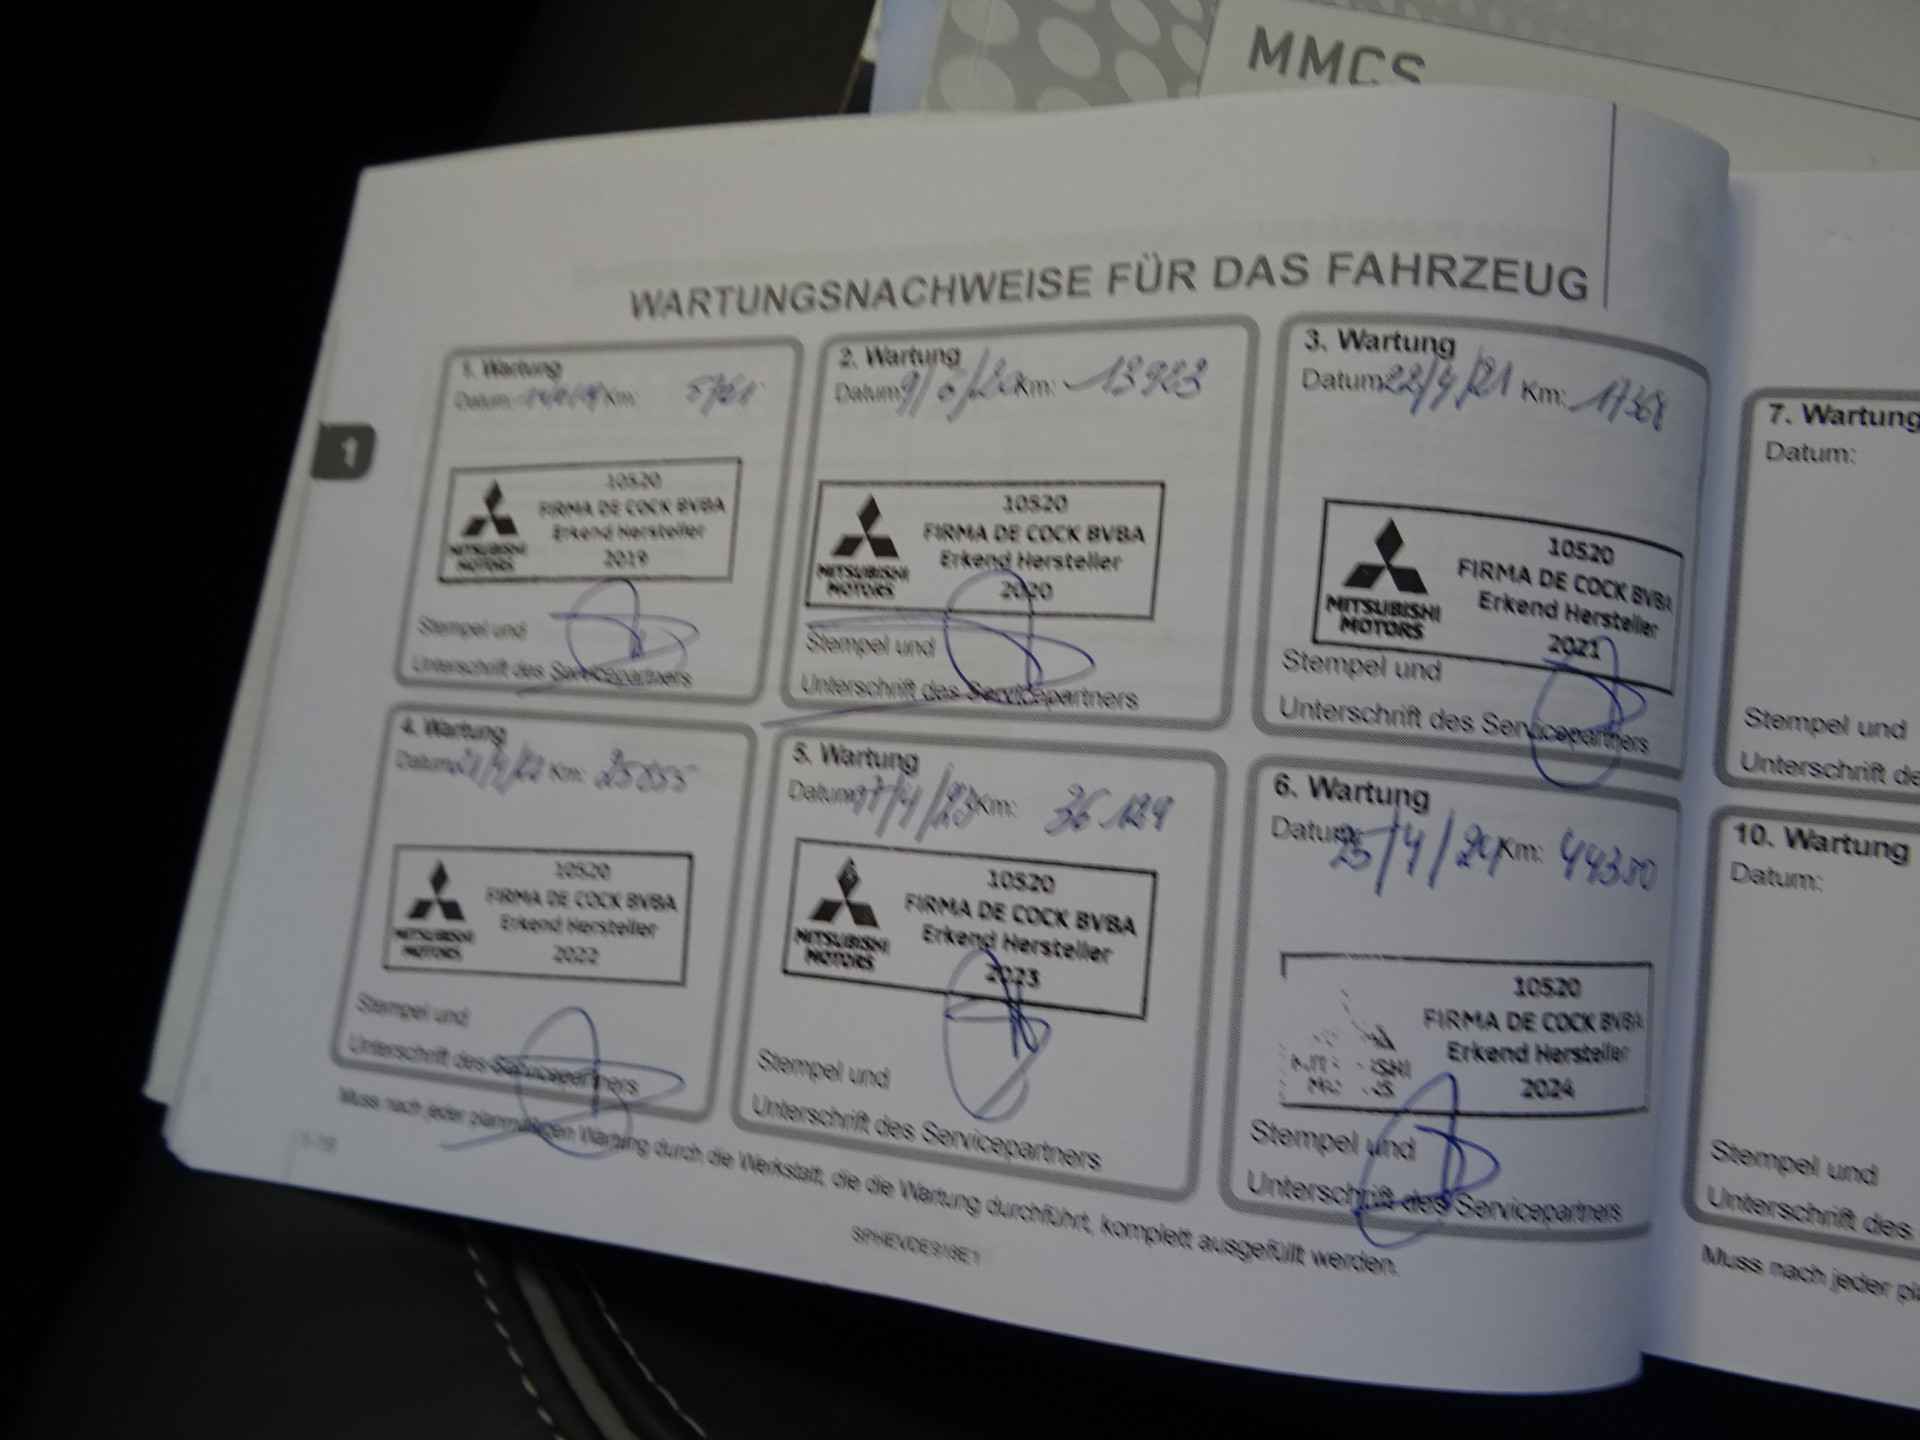 MMCS
WARTUNGSNACHWEISE FÜR DAS FAHRZEUG
1
1. Wartung
Datum: Km:
10520
FIRMA DE COCK BVBA
Erkend Hersteller
2019
MITSUBISHI
MOTORS
Stempel und
Unterschrift des Servicepartners
2. Wartung
Datum: Km: 13923
10520
FIRMA DE COCK BVBA
Erkend Hersteller
2020
MITSUBISHI
MOTORS
Stempel und
Unterschrift des Servicepartners
3. Wartung
Datum: 22/4/21 Km:
10520
FIRMA DE COCK BVBA
Erkend Hersteller
2021
MITSUBISHI
MOTORS
Stempel und
Unterschrift des Servicepartners
4. Wartung
Datum: Km: 25855
10520
FIRMA DE COCK BVBA
Erkend Hersteller
2022
MITSUBISHI
MOTORS
Stempel und
Unterschrift des Servicepartners
5. Wartung
Datum: Km:
10520
FIRMA DE COCK BVBA
Erkend Hersteller
2023
MITSUBISHI
MOTORS
Stempel und
Unterschrift des Servicepartners
6. Wartung
Datum: 25/4/24 Km:
10520
FIRMA DE COCK BVBA
Erkend Hersteller
2024
Stempel und
Unterschrift des Servicepartners
Muss nach jeder planmäßigen Wartung durch die Werkstatt, die die Wartung durchführt, komplett ausgefüllt werden.
7. Wartung
Datum:
Stempel und
Unterschrift de
10. Wartung
Datum:
Stempel und
Unterschrift des
Muss nach jeder pla